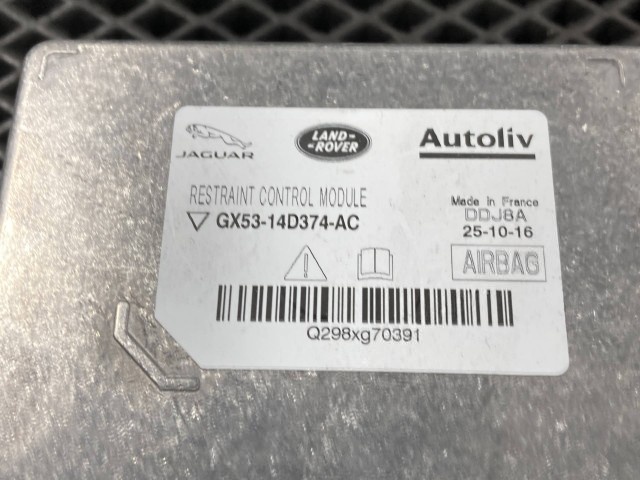 JAGUAR
LAND-
-ROVER
Autoliv
RESTRAINT CONTROL MODULE
GX53-14D374-AC
Made in France
DDJ8A
25-10-16
AIRBAG
Q298xg70391